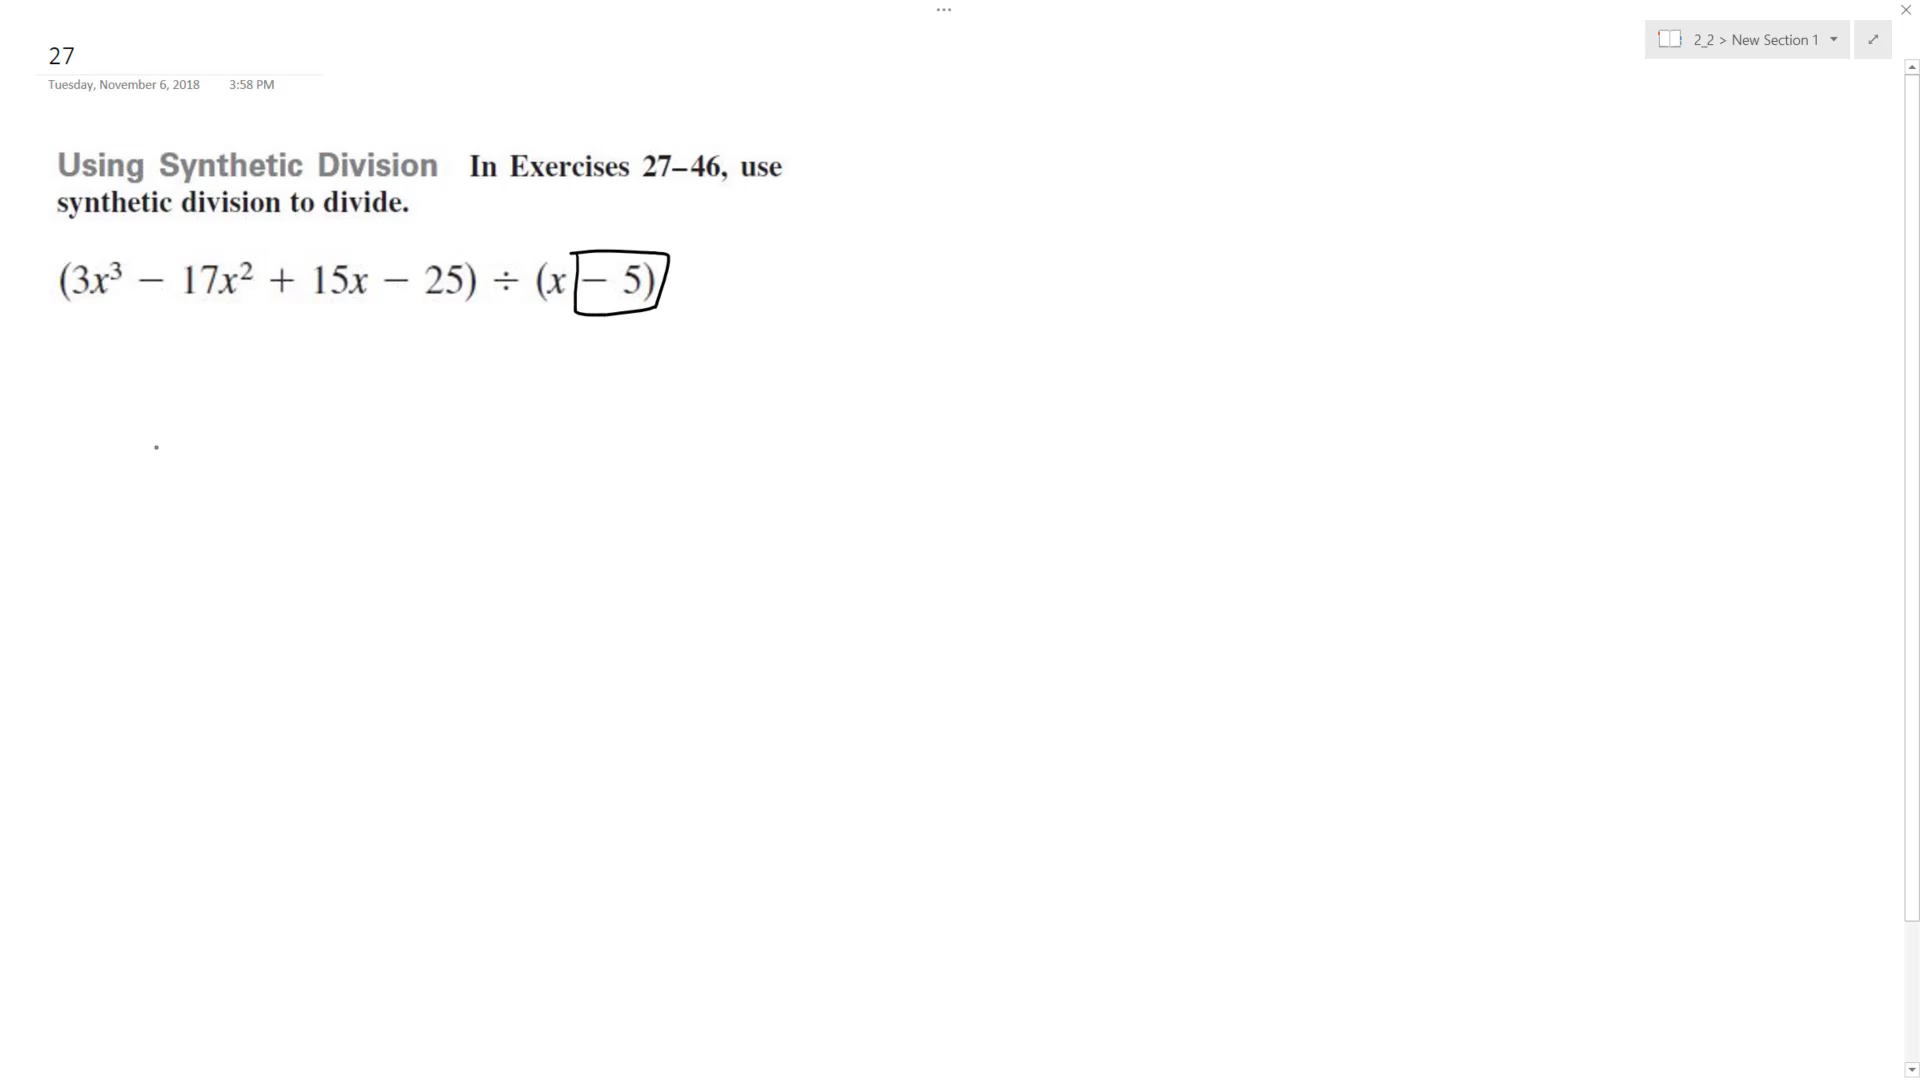 2_2 > New Section 1
27
Tuesday, November 6, 2018 3:58 PM
Using Synthetic Division In Exercises 27–46, use
synthetic division to divide.
(3x³ − 17x² + 15x − 25) ÷ (x − 5)